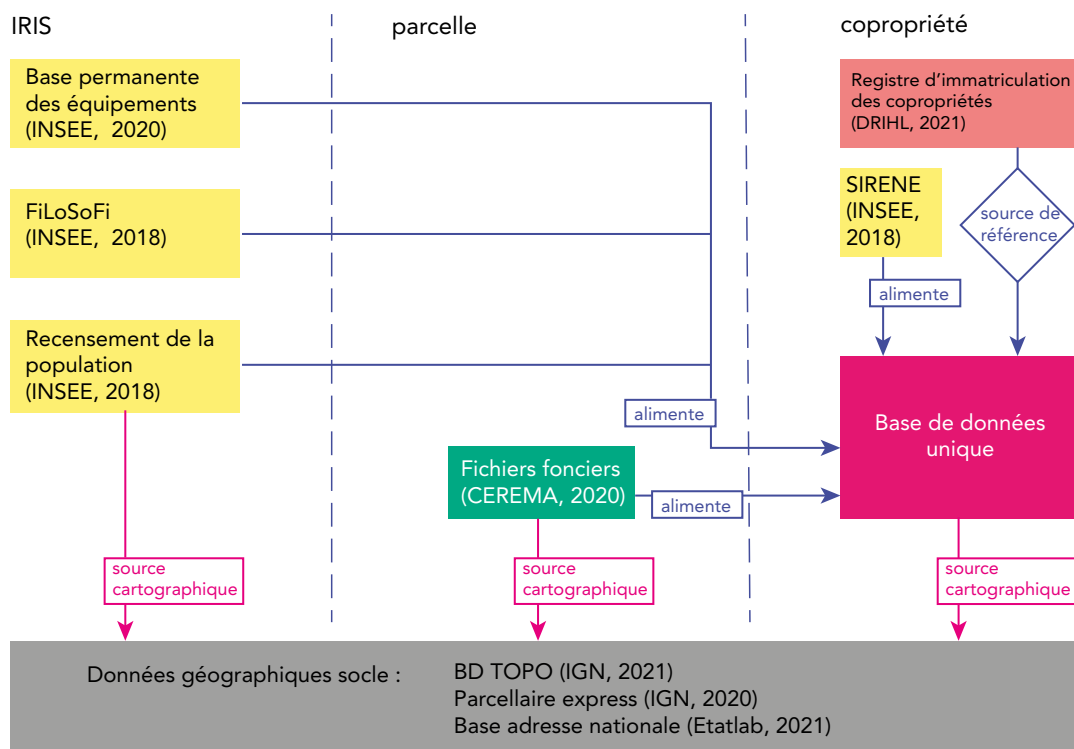 IRIS
parcelle
copropriété
Base permanente
des équipements
(INSEE, 2020)
Registre d'immatriculation
des copropriétés
(DRIHL, 2021)
FiLoSoFi
(INSEE, 2018)
SIRENE
(INSEE,
2018)
source de
référence
alimente
Recensement de la
population
(INSEE, 2018)
alimente
Base de données
unique
Fichiers fonciers
(CEREMA, 2020)
alimente
source
cartographique
source
cartographique
source
cartographique
Données géographiques socle :
BD TOPO (IGN, 2021)
Parcellaire express (IGN, 2020)
Base adresse nationale (Etatlab, 2021)